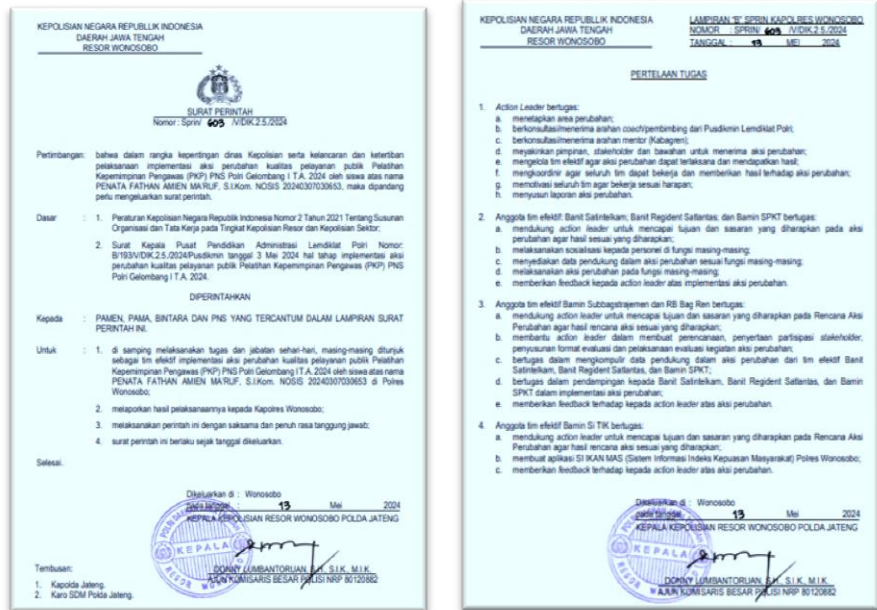 KEPOLISIAN NEGARA REPUBLLIK INDONESIA
DAERAH JAWA TENGAH
RESOR WONOSOBO
SURAT PERINTAH
Nomor : Sprin/ 603 /V/DIK.2.5./2024
Pertimbangan: bahwa dalam rangka kepentingan dinas Kepolisian serta kelancaran dan ketertiban
pelaksanaan implementasi aksi perubahan kualitas pelayanan publik Pelatihan
Kepemimpinan Pengawas (PKP) PNS Polri Gelombang I T.A. 2024 oleh siswa atas nama
PENATA FATHAN AMIEN MA'RUF, S.I.Kom. NOSIS 20240307030653, maka dipandang
perlu mengeluarkan surat perintah.
Dasar : 1. Peraturan Kepolisian Negara Republik Indonesia Nomor 2 Tahun 2021 Tentang Susunan
Organisasi dan Tata Kerja pada Tingkat Kepolisian Resor dan Kepolisian Sektor;
2. Surat Kepala Pusat Pendidikan Administrasi Lemdiklat Polri Nomor:
B/193/V/DIK.2.5./2024/Pusdikmin tanggal 3 Mei 2024 hal tahap implementasi aksi
perubahan kualitas pelayanan publik Pelatihan Kepemimpinan Pengawas (PKP) PNS
Polri Gelombang I T.A. 2024.
DIPERINTAHKAN
Kepada : PAMEN, PAMA, BINTARA DAN PNS YANG TERCANTUM DALAM LAMPIRAN SURAT
PERINTAH INI.
Untuk : 1. di samping melaksanakan tugas dan jabatan sehari-hari, masing-masing ditunjuk
sebagai tim efektif implementasi aksi perubahan kualitas pelayanan publik Pelatihan
Kepemimpinan Pengawas (PKP) PNS Polri Gelombang I T.A. 2024 oleh siswa atas nama
PENATA FATHAN AMIEN MA'RUF, S.I.Kom. NOSIS 20240307030653 di Polres
Wonosobo;
2. melaporkan hasil pelaksanaannya kepada Kapolres Wonosobo;
3. melaksanakan perintah ini dengan saksama dan penuh rasa tanggung jawab;
4. surat perintah ini berlaku sejak tanggal dikeluarkan.
Selesai.
Dikeluarkan di : Wonosobo
pada tanggal : 13 Mei 2024
KEPALA KEPOLISIAN RESOR WONOSOBO POLDA JATENG
KEPALA
DONNY LUMBANTORUAN, S.H., S.I.K., M.I.K.
AJUN KOMISARIS BESAR POLISI NRP 80120882
Tembusan:
1. Kapolda Jateng.
2. Karo SDM Polda Jateng.
KEPOLISIAN NEGARA REPUBLLIK INDONESIA
DAERAH JAWA TENGAH
RESOR WONOSOBO
LAMPIRAN "B" SPRIN KAPOLRES WONOSOBO
NOMOR : SPRIN/ 603 /V/DIK.2.5./2024
TANGGAL : 13 MEI 2024
PERTELAAN TUGAS
1. Action Leader bertugas:
a. menetapkan area perubahan;
b. berkonsultasi/menerima arahan coach/pembimbing dari Pusdikmin Lemdiklat Polri;
c. berkonsultasi/menerima arahan mentor (Kabagren);
d. meyakinkan pimpinan, stakeholder dan bawahan untuk menerima aksi perubahan;
e. mengelola tim efektif agar aksi perubahan dapat terlaksana dan mendapatkan hasil;
f. mengkoordinir agar seluruh tim dapat bekerja dan memberikan hasil terhadap aksi perubahan;
g. memotivasi seluruh tim agar bekerja sesuai harapan;
h. menyusun laporan aksi perubahan.
2. Anggota tim efektif: Banit Satintelkam; Banit Regident Satlantas; dan Bamin SPKT bertugas:
a. mendukung action leader untuk mencapai tujuan dan sasaran yang diharapkan pada aksi
perubahan agar hasil sesuai yang diharapkan;
b. melaksanakan sosialisasi kepada personel di fungsi masing-masing;
c. menyediakan data pendukung dalam aksi perubahan sesuai fungsi masing-masing;
d. melaksanakan aksi perubahan pada fungsi masing-masing;
e. memberikan feedback kepada action leader atas implementasi aksi perubahan.
3. Anggota tim efektif Bamin Subbagstrajemen dan RB Bag Ren bertugas:
a. mendukung action leader untuk mencapai tujuan dan sasaran yang diharapkan pada Rencana Aksi
Perubahan agar hasil rencana aksi sesuai yang diharapkan;
b. membantu action leader dalam membuat perencanaan, penyertaan partisipasi stakeholder,
penyusunan format evaluasi dan pelaksanaan evaluasi kegiatan aksi perubahan;
c. bertugas dalam mengkompulir data pendukung dalam aksi perubahan dari tim efektif Banit
Satintelkam, Banit Regident Satlantas, dan Bamin SPKT;
d. bertugas dalam pendampingan kepada Banit Satintelkam, Banit Regident Satlantas, dan Bamin
SPKT dalam implementasi aksi perubahan;
e. memberikan feedback terhadap kepada action leader atas aksi perubahan.
4. Anggota tim efektif Bamin Si TIK bertugas:
a. mendukung action leader untuk mencapai tujuan dan sasaran yang diharapkan pada Rencana Aksi
Perubahan agar hasil rencana aksi sesuai yang diharapkan;
b. membuat aplikasi SI IKAN MAS (Sistem Informasi Indeks Kepuasan Masyarakat) Polres Wonosobo;
c. memberikan feedback terhadap kepada action leader atas aksi perubahan.
Dikeluarkan di : Wonosobo
pada tanggal : 13 Mei 2024
KEPALA KEPOLISIAN RESOR WONOSOBO POLDA JATENG
KEPALA
DONNY LUMBANTORUAN, S.H., S.I.K., M.I.K.
AJUN KOMISARIS BESAR POLISI NRP 80120882